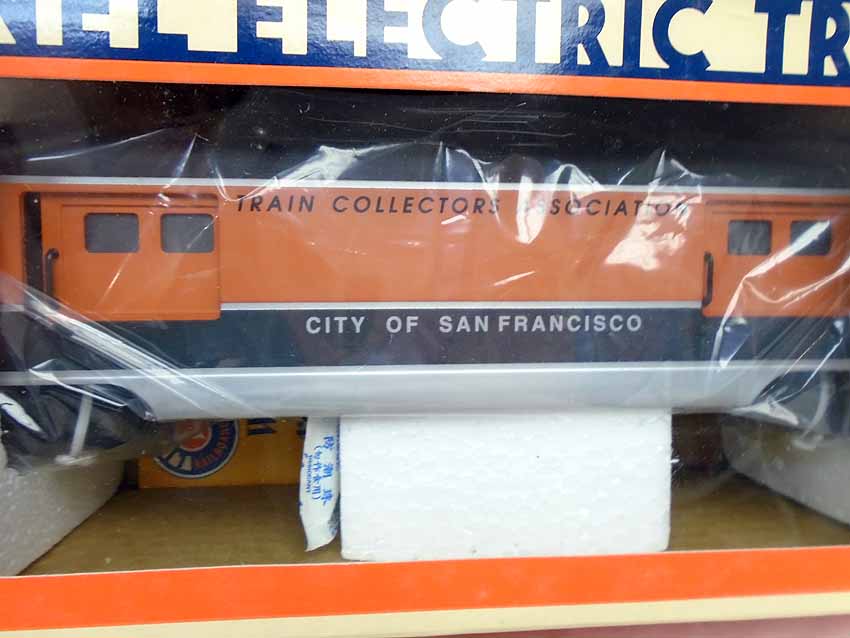 ELECTRIC TR
TRAIN COLLECTORS ASSOCIATION
CITY OF SAN FRANCISCO